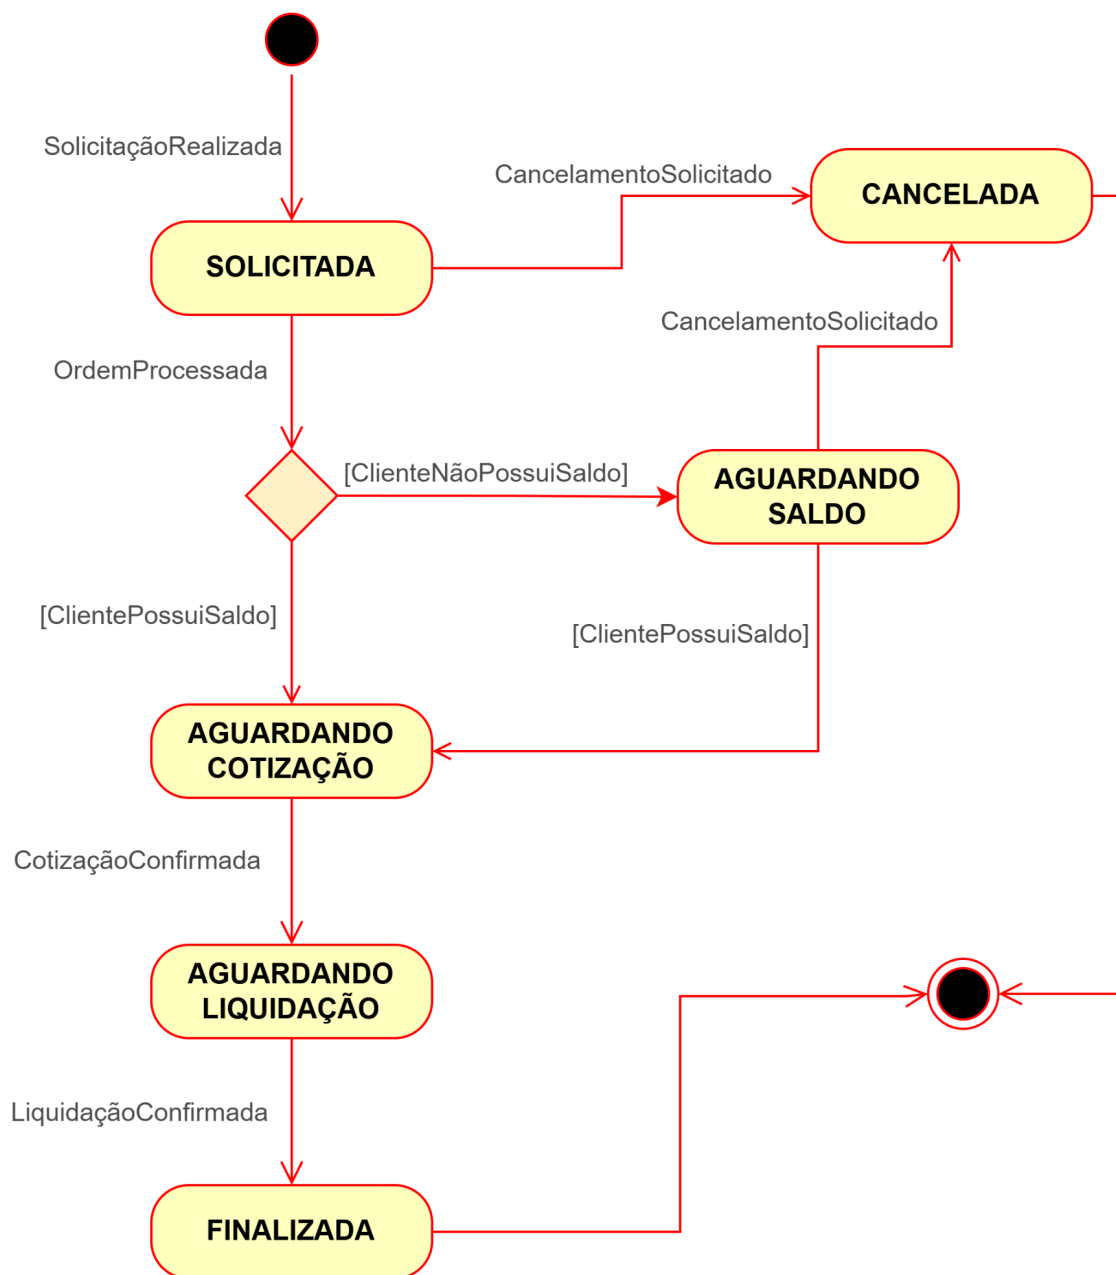 SolicitaçãoRealizada
CancelamentoSolicitado
CANCELADA
SOLICITADA
CancelamentoSolicitado
OrdemProcessada
[ClienteNãoPossuiSaldo]
AGUARDANDO
SALDO
[ClientePossuiSaldo]
[ClientePossuiSaldo]
AGUARDANDO
COTIZAÇÃO
CotizaçãoConfirmada
AGUARDANDO
LIQUIDAÇÃO
LiquidaçãoConfirmada
FINALIZADA